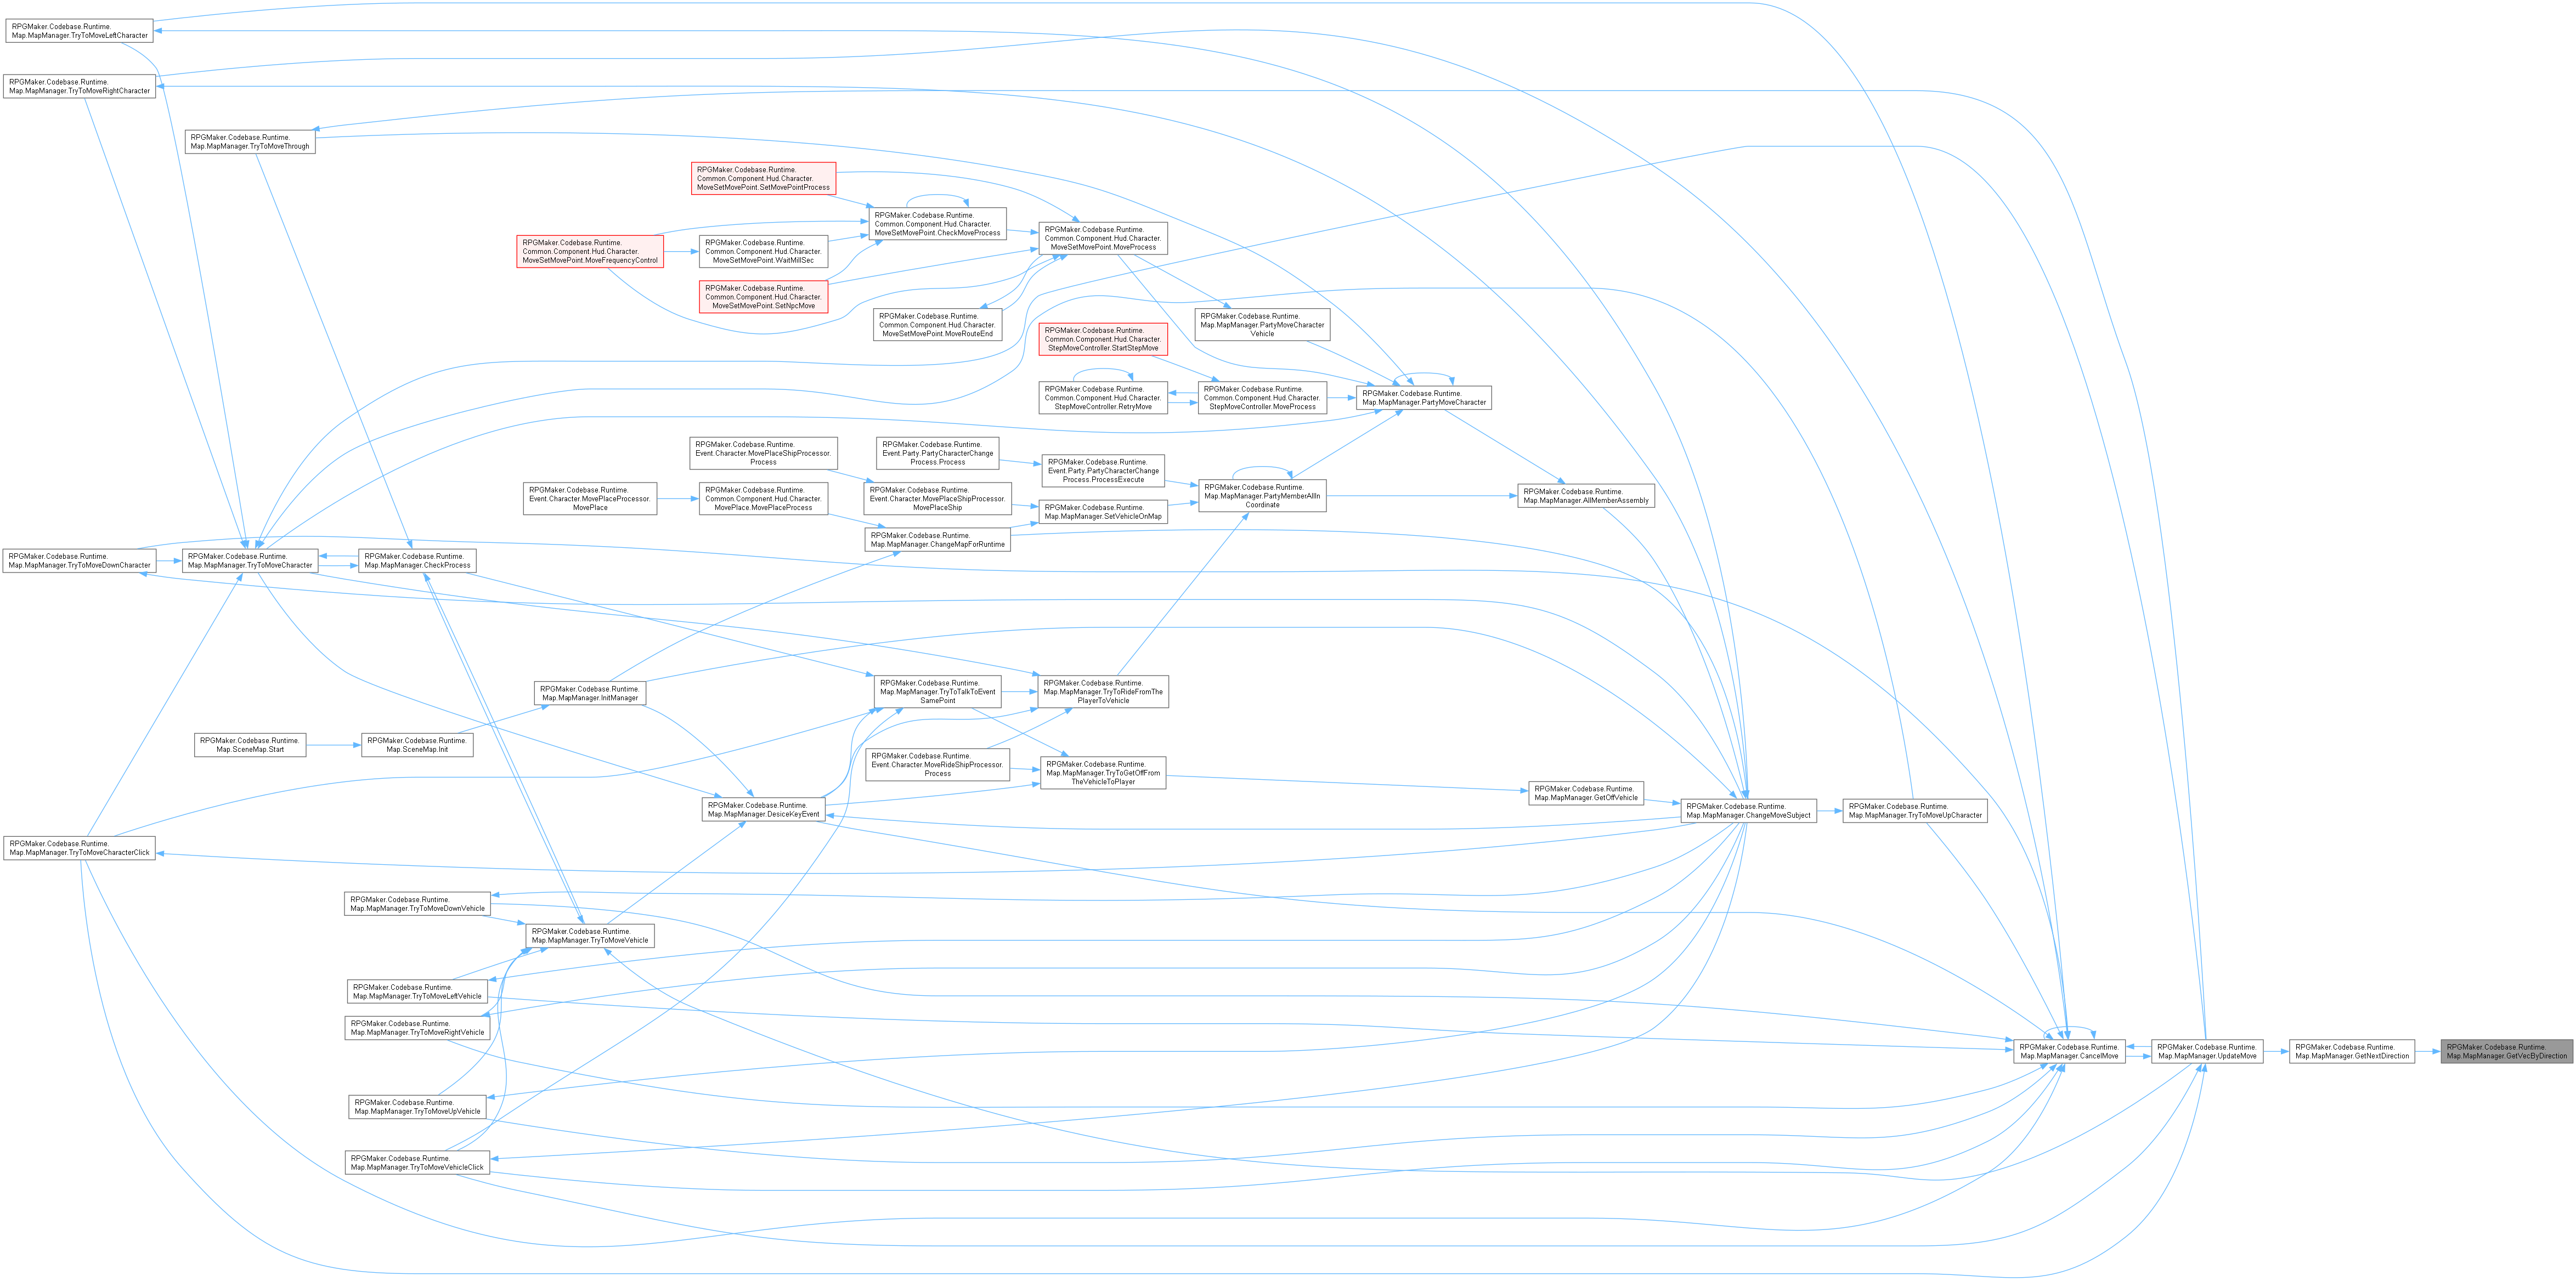 RPGMaker.Codebase.Runtime.
Map.MapManager.TryToMoveLeftCharacter
RPGMaker.Codebase.Runtime.
Map.MapManager.TryToMoveRightCharacter
RPGMaker.Codebase.Runtime.
Map.MapManager.TryToMoveThrough
RPGMaker.Codebase.Runtime.
Common.Component.Hud.Character.
MoveSetMovePoint.SetMovePointProcess
RPGMaker.Codebase.Runtime.
Common.Component.Hud.Character.
MoveSetMovePoint.CheckMoveProcess
RPGMaker.Codebase.Runtime.
Common.Component.Hud.Character.
MoveSetMovePoint.MoveProcess
RPGMaker.Codebase.Runtime.
Common.Component.Hud.Character.
MoveSetMovePoint.MoveFrequencyControl
RPGMaker.Codebase.Runtime.
Common.Component.Hud.Character.
MoveSetMovePoint.WaitMillSec
RPGMaker.Codebase.Runtime.
Common.Component.Hud.Character.
MoveSetMovePoint.SetNpcMove
RPGMaker.Codebase.Runtime.
Common.Component.Hud.Character.
MoveSetMovePoint.MoveRouteEnd
RPGMaker.Codebase.Runtime.
Map.MapManager.PartyMoveCharacter
Vehicle
RPGMaker.Codebase.Runtime.
Common.Component.Hud.Character.
StepMoveController.StartStepMove
RPGMaker.Codebase.Runtime.
Common.Component.Hud.Character.
StepMoveController.RetryMove
RPGMaker.Codebase.Runtime.
Common.Component.Hud.Character.
StepMoveController.MoveProcess
RPGMaker.Codebase.Runtime.
Map.MapManager.PartyMoveCharacter
RPGMaker.Codebase.Runtime.
Event.Character.MovePlaceShipProcessor.
Process
RPGMaker.Codebase.Runtime.
Event.Party.PartyCharacterChange
Process.Process
RPGMaker.Codebase.Runtime.
Event.Party.PartyCharacterChange
Process.ProcessExecute
RPGMaker.Codebase.Runtime.
Event.Character.MovePlaceProcessor.
MovePlace
RPGMaker.Codebase.Runtime.
Common.Component.Hud.Character.
MovePlace.MovePlaceProcess
RPGMaker.Codebase.Runtime.
Event.Character.MovePlaceShipProcessor.
MovePlaceShip
RPGMaker.Codebase.Runtime.
Map.MapManager.SetVehicleOnMap
RPGMaker.Codebase.Runtime.
Map.MapManager.PartyMemberAllIn
Coordinate
RPGMaker.Codebase.Runtime.
Map.MapManager.AllMemberAssembly
RPGMaker.Codebase.Runtime.
Map.MapManager.ChangeMapForRuntime
RPGMaker.Codebase.Runtime.
Map.MapManager.TryToMoveDownCharacter
RPGMaker.Codebase.Runtime.
Map.MapManager.TryToMoveCharacter
RPGMaker.Codebase.Runtime.
Map.MapManager.CheckProcess
RPGMaker.Codebase.Runtime.
Map.MapManager.InitManager
RPGMaker.Codebase.Runtime.
Map.MapManager.TryToTalkToEvent
SamePoint
RPGMaker.Codebase.Runtime.
Map.MapManager.TryToRideFromThe
PlayerToVehicle
RPGMaker.Codebase.Runtime.
Map.SceneMap.Start
RPGMaker.Codebase.Runtime.
Map.SceneMap.Init
RPGMaker.Codebase.Runtime.
Event.Character.MoveRideShipProcessor.
Process
RPGMaker.Codebase.Runtime.
Map.MapManager.TryToGetOffFrom
TheVehicleToPlayer
RPGMaker.Codebase.Runtime.
Map.MapManager.GetOffVehicle
RPGMaker.Codebase.Runtime.
Map.MapManager.DesiceKeyEvent
RPGMaker.Codebase.Runtime.
Map.MapManager.ChangeMoveSubject
RPGMaker.Codebase.Runtime.
Map.MapManager.TryToMoveUpCharacter
RPGMaker.Codebase.Runtime.
Map.MapManager.TryToMoveCharacterClick
RPGMaker.Codebase.Runtime.
Map.MapManager.TryToMoveDownVehicle
RPGMaker.Codebase.Runtime.
Map.MapManager.TryToMoveVehicle
RPGMaker.Codebase.Runtime.
Map.MapManager.TryToMoveLeftVehicle
RPGMaker.Codebase.Runtime.
Map.MapManager.TryToMoveRightVehicle
RPGMaker.Codebase.Runtime.
Map.MapManager.CancelMove
RPGMaker.Codebase.Runtime.
Map.MapManager.UpdateMove
RPGMaker.Codebase.Runtime.
Map.MapManager.GetNextDirection
RPGMaker.Codebase.Runtime.
Map.MapManager.GetVecByDirection
RPGMaker.Codebase.Runtime.
Map.MapManager.TryToMoveUpVehicle
RPGMaker.Codebase.Runtime.
Map.MapManager.TryToMoveVehicleClick